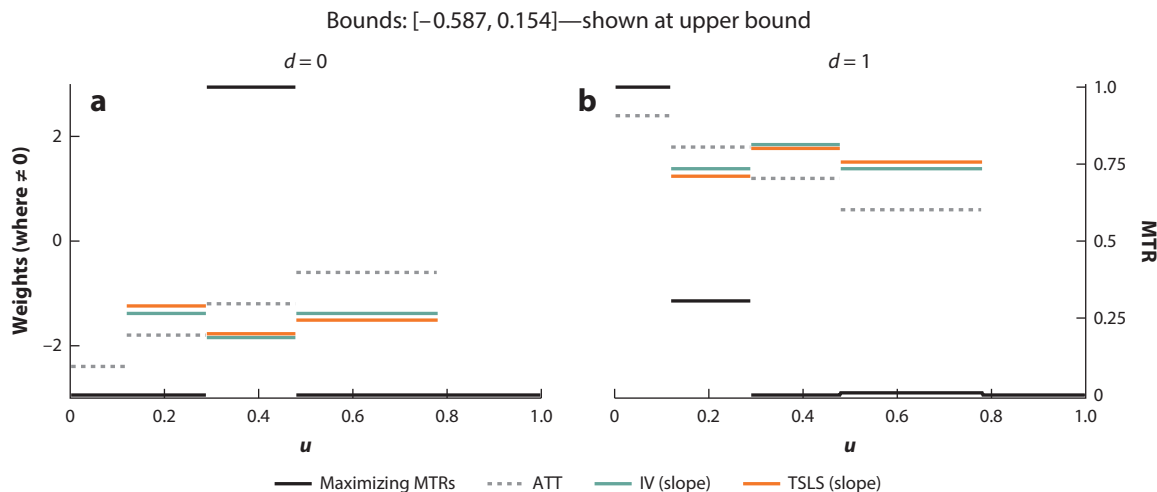 Bounds: [−0.587, 0.154]—shown at upper bound
d = 0
d = 1
a
b
Weights (where ≠ 0)
2
0
−2
0
0.2
0.4
0.6
0.8
1.0
u
0
0.2
0.4
0.6
0.8
1.0
u
1.0
0.75
0.5
0.25
0
MTR
Maximizing MTRs
ATT
IV (slope)
TSLS (slope)